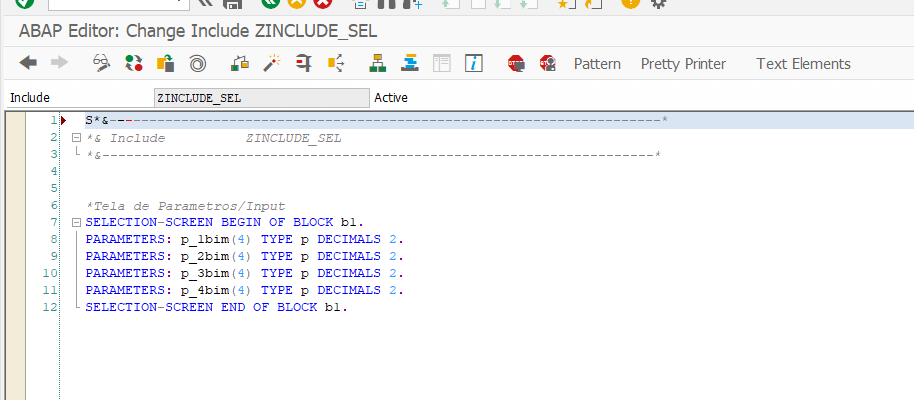 ABAP Editor: Change Include ZINCLUDE_SEL
Pattern Pretty Printer Text Elements
Include ZINCLUDE_SEL Active
1 S*&---------------------------------------------------------------------*
2 *& Include ZINCLUDE_SEL
3 *&---------------------------------------------------------------------*
4
5
6 *Tela de Parametros/Input
7 SELECTION-SCREEN BEGIN OF BLOCK b1.
8 PARAMETERS: p_1bim(4) TYPE p DECIMALS 2.
9 PARAMETERS: p_2bim(4) TYPE p DECIMALS 2.
10 PARAMETERS: p_3bim(4) TYPE p DECIMALS 2.
11 PARAMETERS: p_4bim(4) TYPE p DECIMALS 2.
12 SELECTION-SCREEN END OF BLOCK b1.